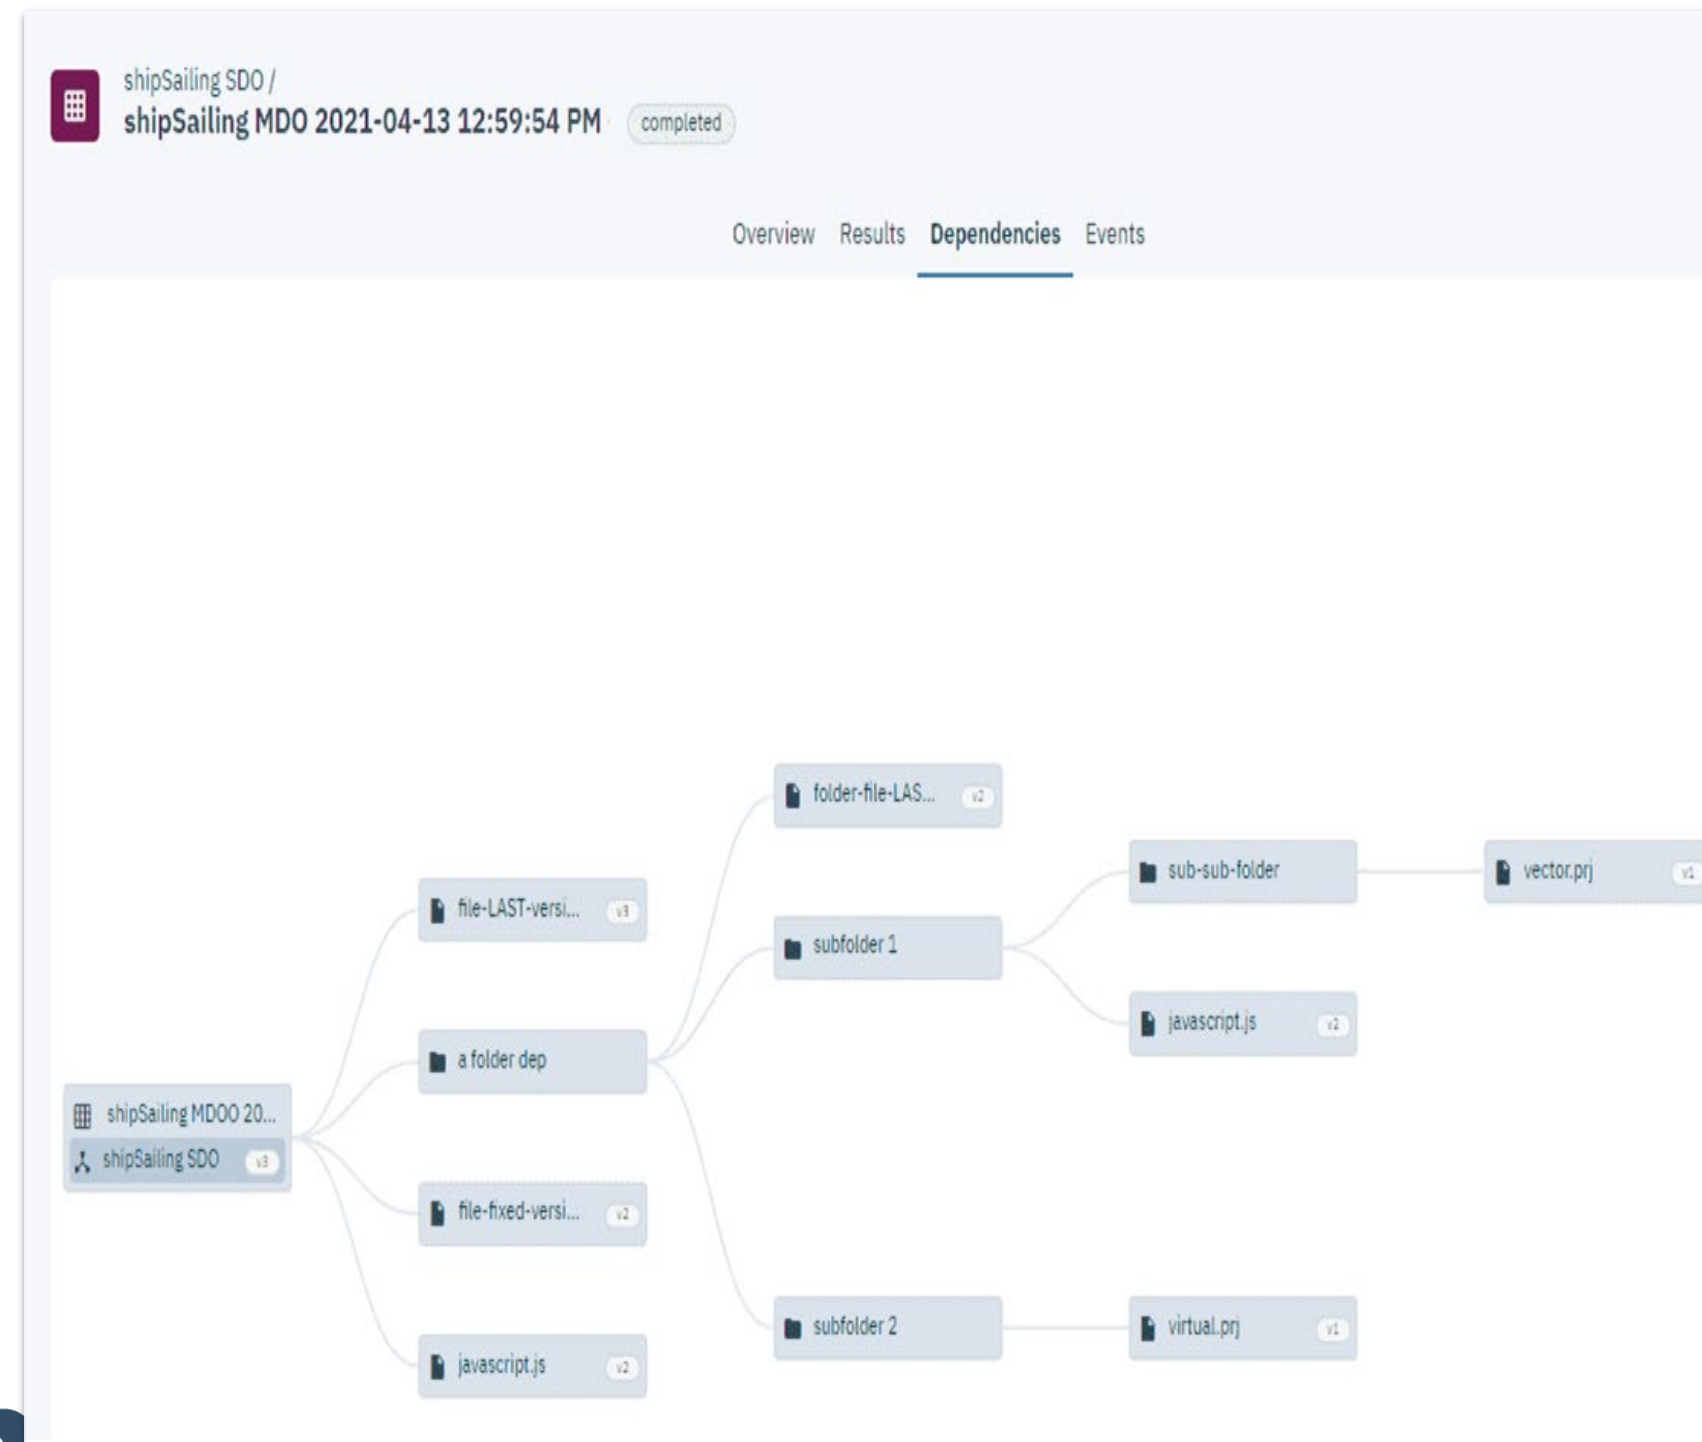 shipSailing SDO /
shipSailing MDO 2021-04-13 12:59:54 PM
completed
Overview Results Dependencies Events
folder-file-LAS... v2
sub-sub-folder
vector.prj v1
file-LAST-versi... v3
subfolder 1
javascript.js v2
a folder dep
shipSailing MDOO 20...
shipSailing SDO v3
file-fixed-versi... v2
subfolder 2
virtual.prj v1
javascript.js v2